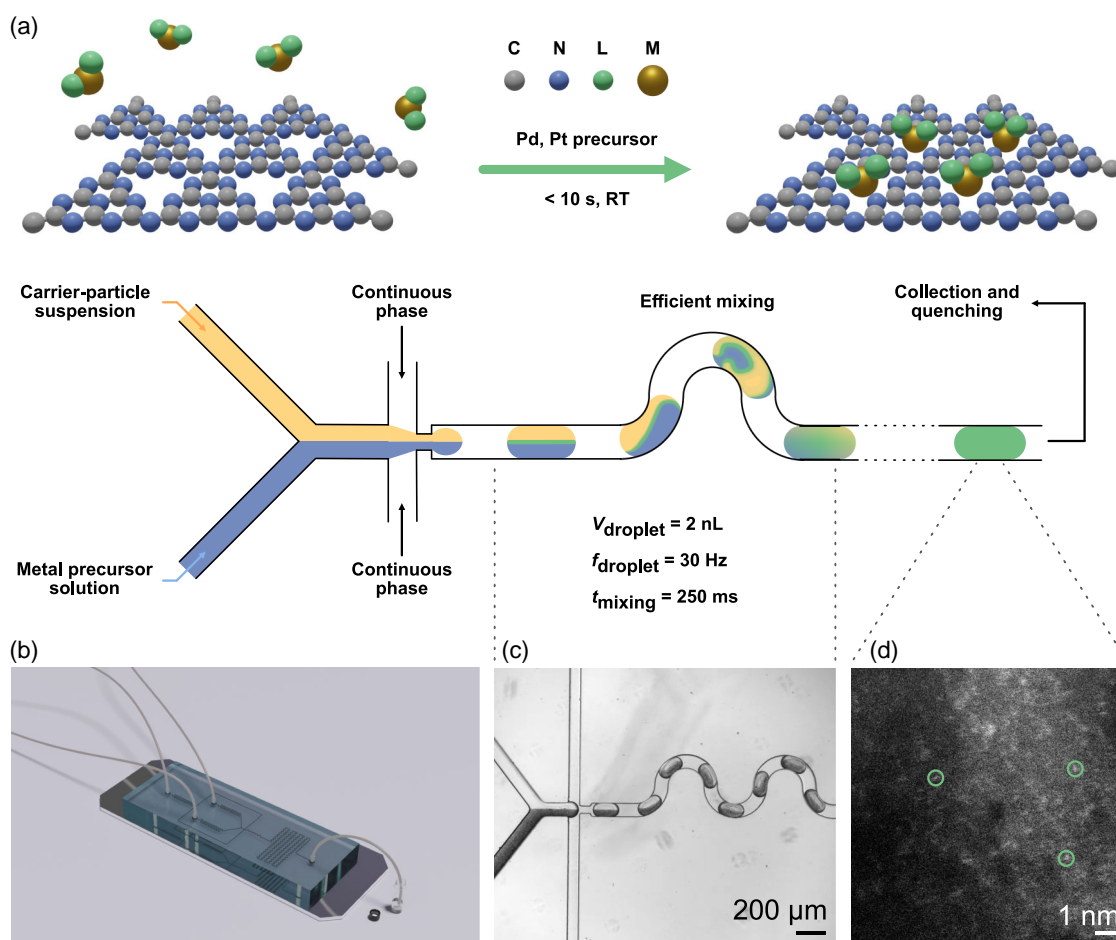 (a)
C N L M
Pd, Pt precursor
< 10 s, RT
Carrier-particle
suspension
Continuous
phase
Efficient mixing
Collection and
quenching
Metal precursor
solution
Continuous
phase
Vdroplet = 2 nL
fdroplet = 30 Hz
tmixing = 250 ms
(b)
(c)
(d)
200 µm
1 nm